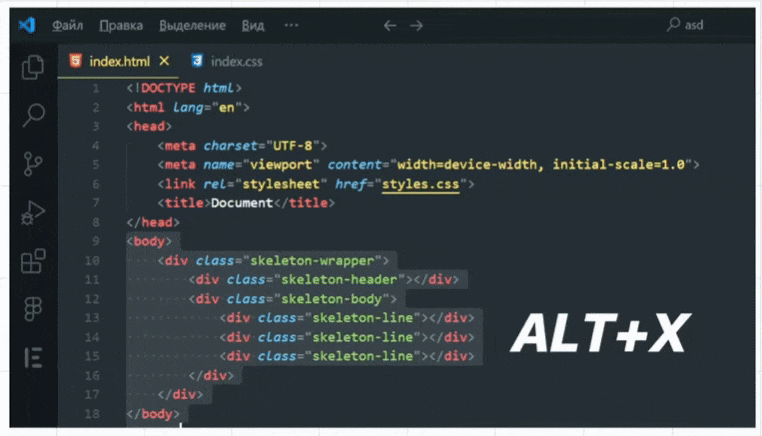 Файл Правка Выделение Вид ··· ← → asd
index.html × index.css
1 <!DOCTYPE html>
2 <html lang="en">
3 <head>
4 <meta charset="UTF-8">
5 <meta name="viewport" content="width=device-width, initial-scale=1.0">
6 <link rel="stylesheet" href="styles.css">
7 <title>Document</title>
8 </head>
9 <body>
10 <div class="skeleton-wrapper">
11 <div class="skeleton-header"></div>
12 <div class="skeleton-body">
13 <div class="skeleton-line"></div>
14 <div class="skeleton-line"></div>
15 <div class="skeleton-line"></div>
16 </div>
17 </div>
18 </body>
ALT+X